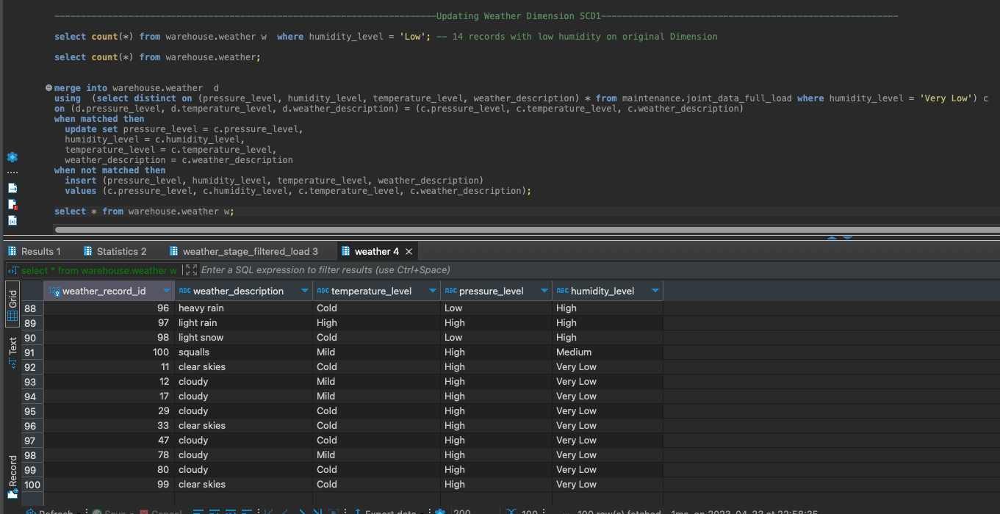 ------------------------------------------------------------------------Updating Weather Dimension SCD1--------------------------------------------------------
select count(*) from warehouse.weather w  where humidity_level = 'Low'; -- 14 records with low humidity on original Dimension
select count(*) from warehouse.weather;
merge into warehouse.weather  d
using  (select distinct on (pressure_level, humidity_level, temperature_level, weather_description) * from maintenance.joint_data_full_load where humidity_level = 'Very Low') c
on (d.pressure_level, d.temperature_level, d.weather_description) = (c.pressure_level, c.temperature_level, c.weather_description)
when matched then
update set pressure_level = c.pressure_level,
humidity_level = c.humidity_level,
temperature_level = c.temperature_level,
weather_description = c.weather_description
when not matched then
insert (pressure_level, humidity_level, temperature_level, weather_description)
values (c.pressure_level, c.humidity_level, c.temperature_level, c.weather_description);
select * from warehouse.weather w;
Results 1 Statistics 2 weather_stage_filtered_load 3 weather 4
select * from warehouse.weather w Enter a SQL expression to filter results (use Ctrl+Space)
Grid
Text
Record
123 weather_record_id ABC weather_description ABC temperature_level ABC pressure_level ABC humidity_level
88 96 heavy rain Cold Low High
89 97 light rain High High High
90 98 light snow Cold Low High
91 100 squalls Mild High Medium
92 11 clear skies Cold High Very Low
93 12 cloudy Mild High Very Low
94 17 cloudy Mild High Very Low
95 29 cloudy Cold High Very Low
96 33 clear skies Cold High Very Low
97 47 cloudy Cold High Very Low
98 78 cloudy Mild High Very Low
99 80 cloudy Cold High Very Low
100 99 clear skies Cold High Very Low
Refresh Save Cancel Export data 200 100 100 row(s) fetched - 1ms, on 2023-04-23 at 22:58:35